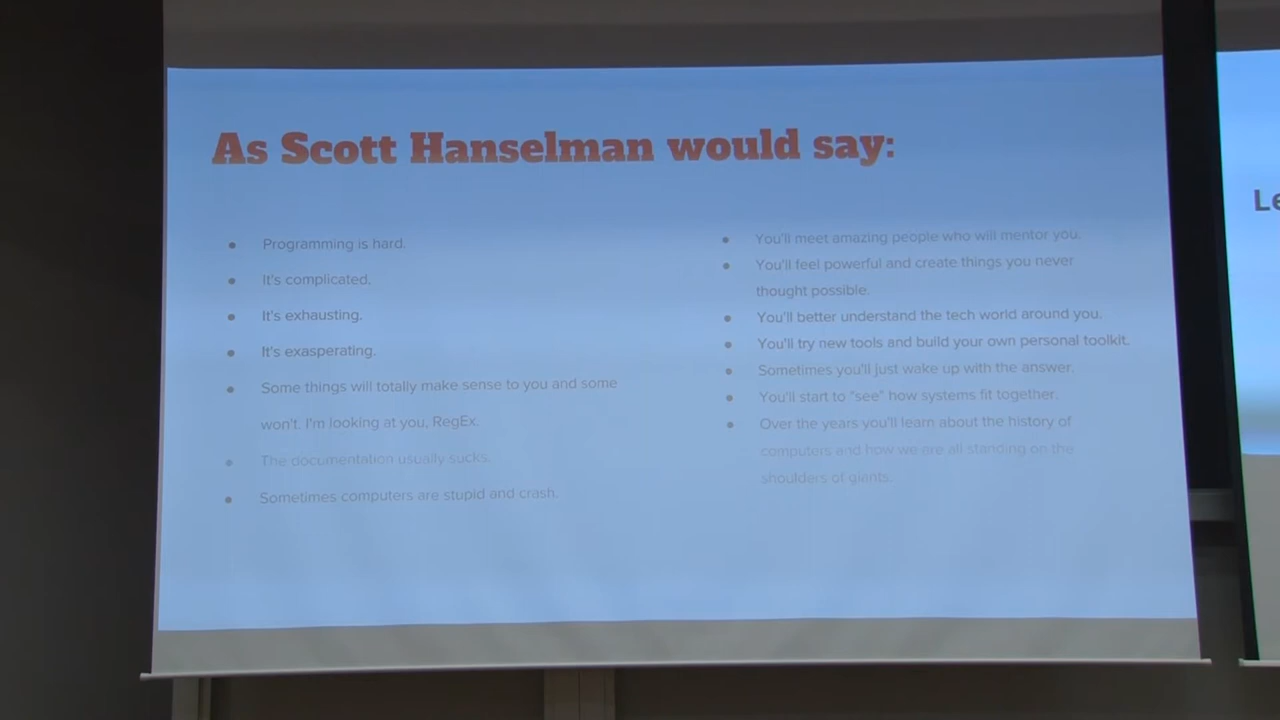 As Scott Hanselman would say:
Programming is hard.
It's complicated.
It's exhausting.
It's exasperating.
Some things will totally make sense to you and some
won't. I'm looking at you, RegEx.
The documentation usually sucks.
Sometimes computers are stupid and crash.
You'll meet amazing people who will mentor you.
You'll feel powerful and create things you never
thought possible.
You'll better understand the tech world around you.
You'll try new tools and build your own personal toolkit.
Sometimes you'll just wake up with the answer.
You'll start to "see" how systems fit together.
Over the years you'll learn about the history of
computers and how we are all standing on the
shoulders of giants.
Le